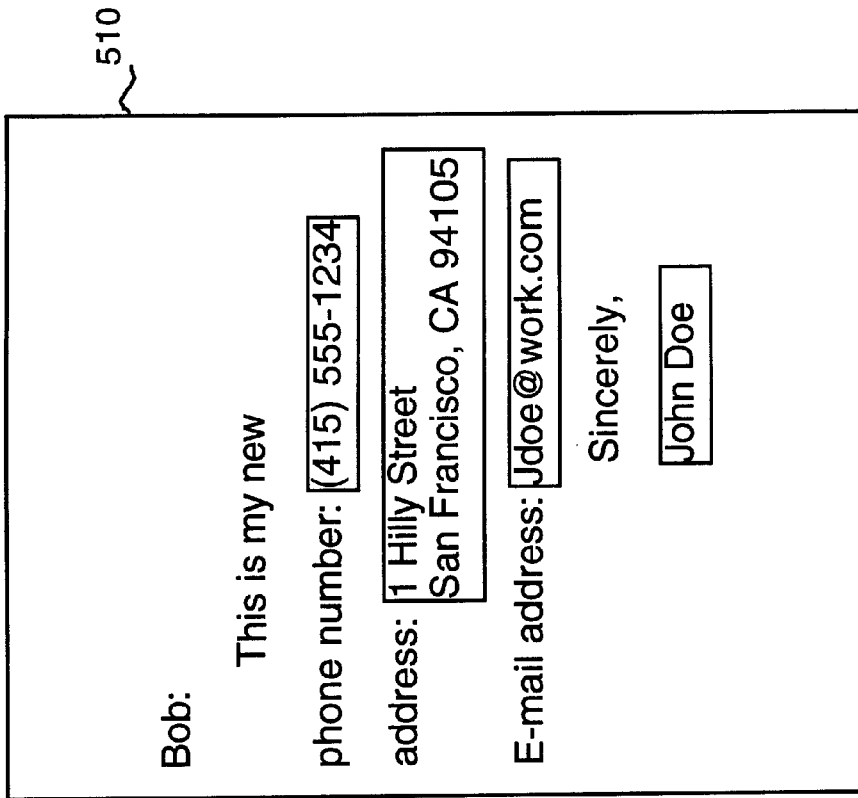 510
Bob:
This is my new
phone number: (415) 555-1234
address: 1 Hilly Street
San Francisco, CA 94105
E-mail address: Jdoe@work.com
Sincerely,
John Doe